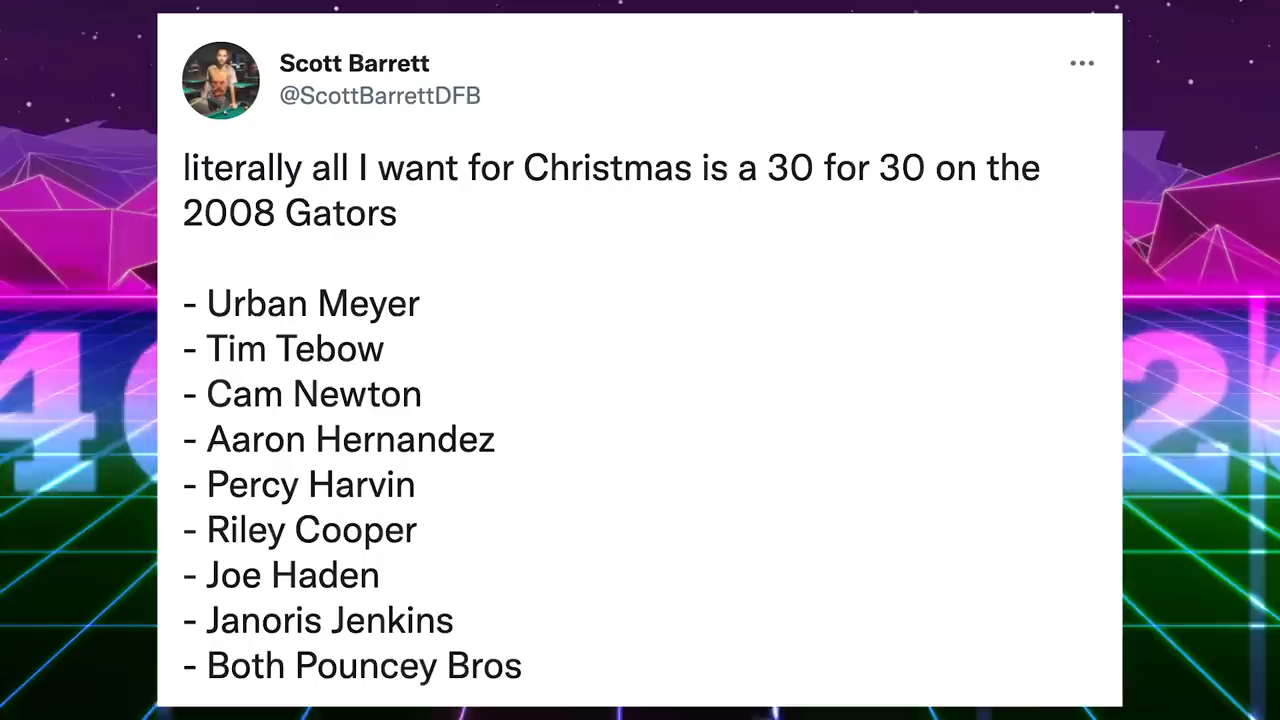 Scott Barrett
@ScottBarrettDFB
literally all I want for Christmas is a 30 for 30 on the
2008 Gators
- Urban Meyer
- Tim Tebow
- Cam Newton
- Aaron Hernandez
- Percy Harvin
- Riley Cooper
- Joe Haden
- Janoris Jenkins
- Both Pouncey Bros